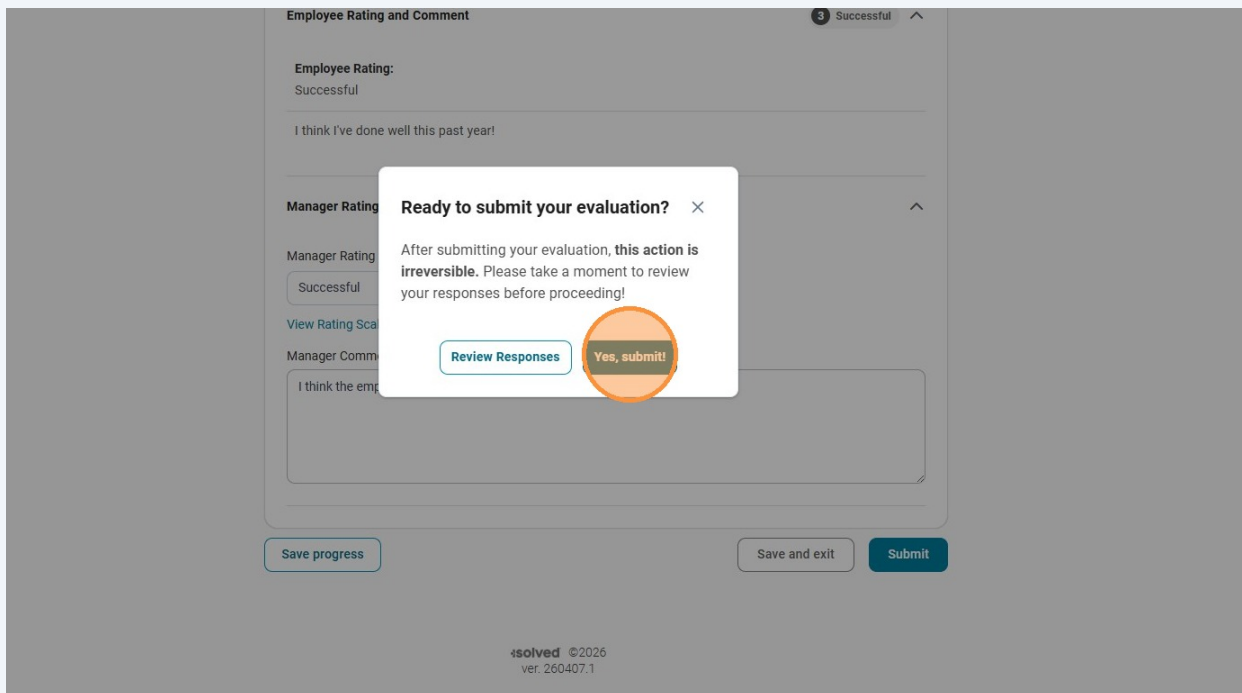 Employee Rating and Comment
3 Successful
Employee Rating:
Successful
I think I've done well this past year!
Manager Rating
Ready to submit your evaluation?
After submitting your evaluation, this action is
irreversible. Please take a moment to review
your responses before proceeding!
Manager Rating
Successful
View Rating
Manager
I think the
Review Responses
Yes, submit!
Save progress
Save and exit
Submit
©2026
ver. 260407.1